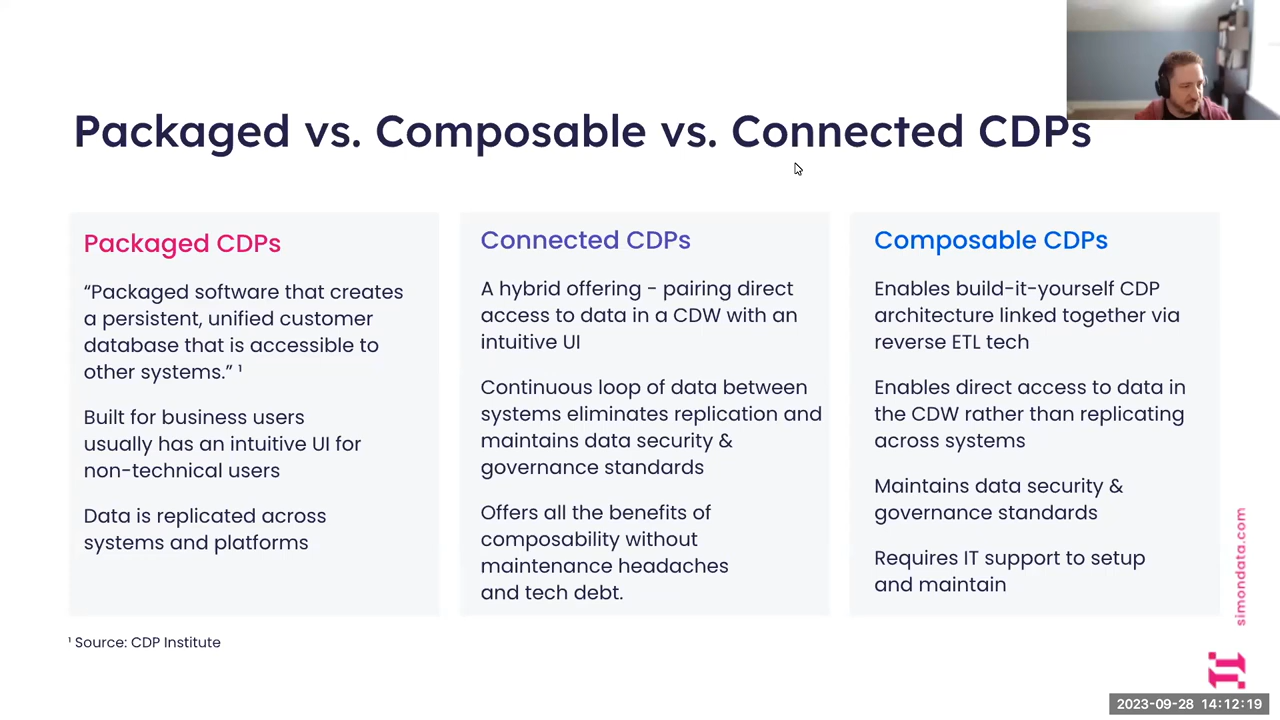 Packaged vs. Composable vs. Connected CDPs
Packaged CDPs
“Packaged software that creates
a persistent, unified customer
database that is accessible to
other systems.” ¹
Built for business users
usually has an intuitive UI for
non-technical users
Data is replicated across
systems and platforms
Connected CDPs
A hybrid offering - pairing direct
access to data in a CDW with an
intuitive UI
Continuous loop of data between
systems eliminates replication and
maintains data security &
governance standards
Offers all the benefits of
composability without
maintenance headaches
and tech debt.
Composable CDPs
Enables build-it-yourself CDP
architecture linked together via
reverse ETL tech
Enables direct access to data in
the CDW rather than replicating
across systems
Maintains data security &
governance standards
Requires IT support to setup
and maintain
simondata.com
¹ Source: CDP Institute
2023-09-28 14:12:19